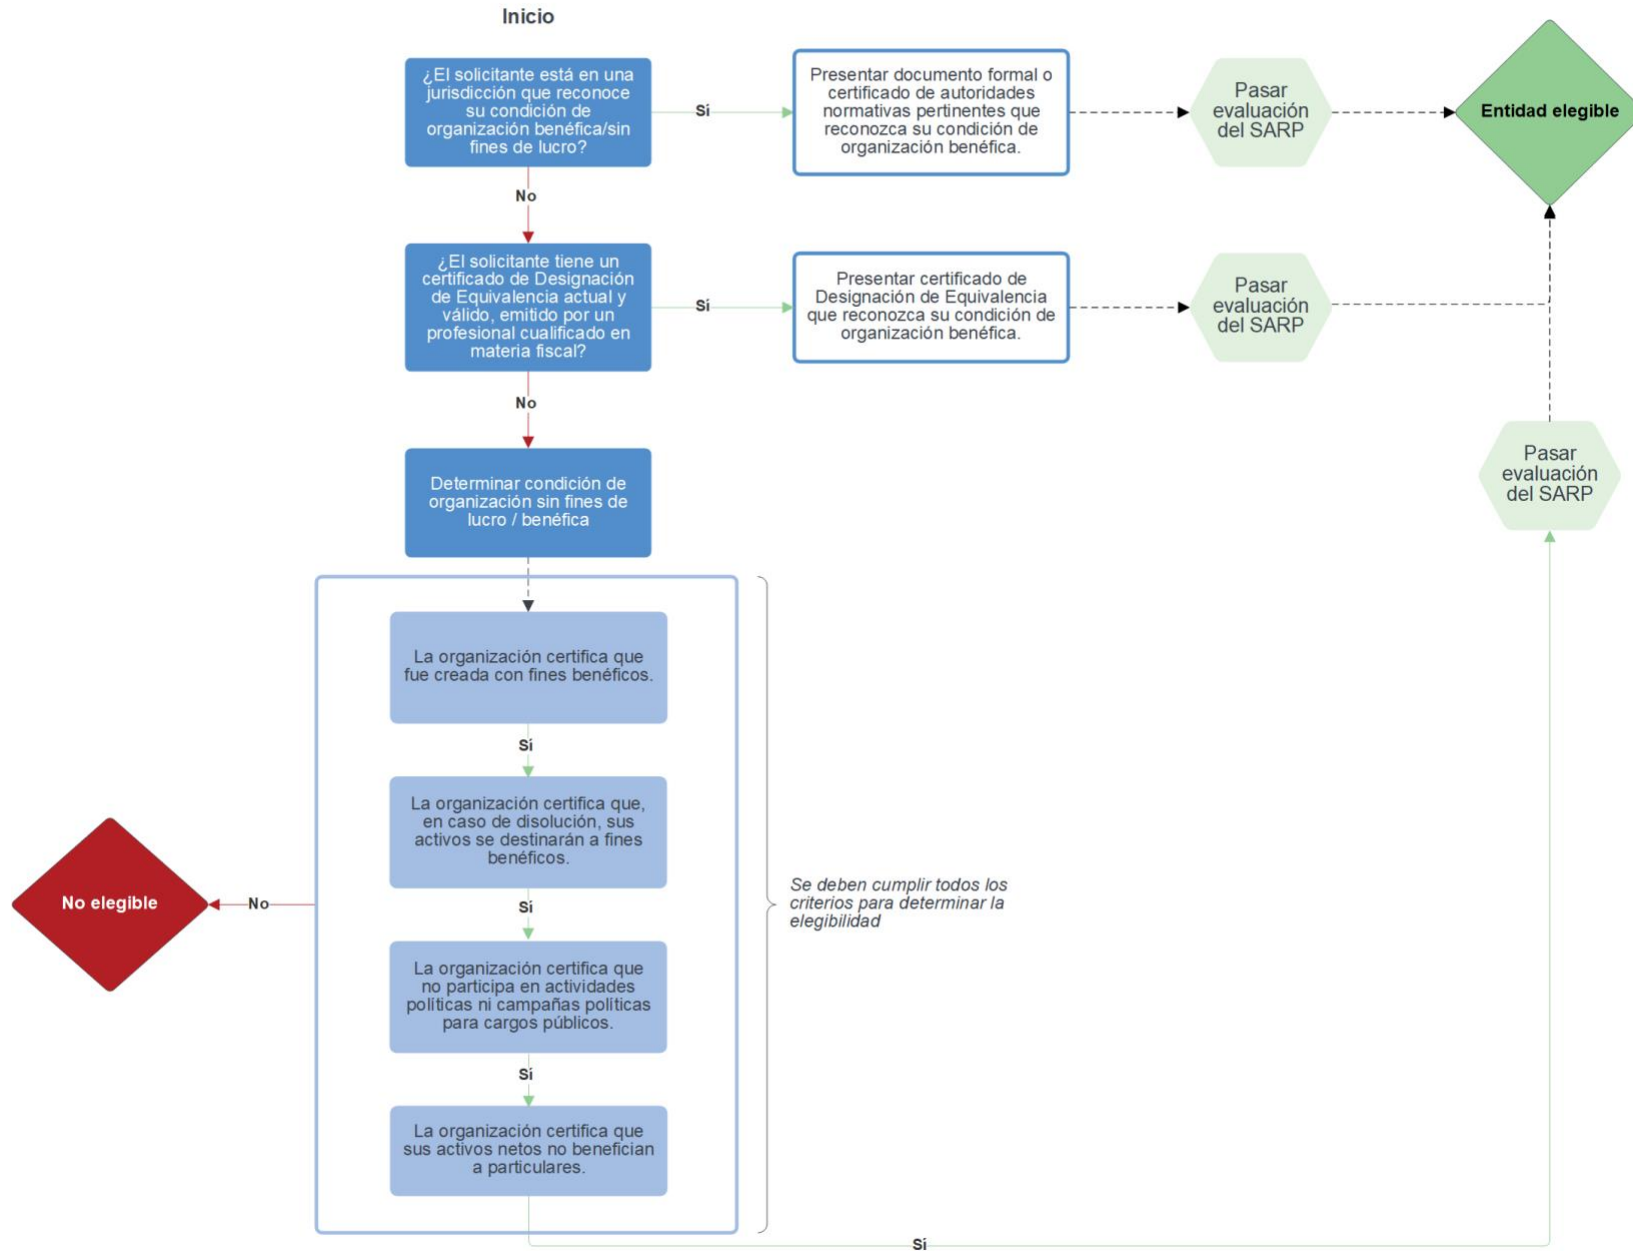 Inicio
¿El solicitante está en una
jurisdicción que reconoce
su condición de
organización benéfica/sin
fines de lucro?
Sí
Presentar documento formal o
certificado de autoridades
normativas pertinentes que
reconozca su condición de
organización benéfica.
Pasar
evaluación
del SARP
Entidad elegible
No
¿El solicitante tiene un
certificado de Designación
de Equivalencia actual y
válido, emitido por un
profesional cualificado en
materia fiscal?
Sí
Presentar certificado de
Designación de Equivalencia
que reconozca su condición de
organización benéfica.
Pasar
evaluación
del SARP
No
Determinar condición de
organización sin fines de
lucro / benéfica
Pasar
evaluación
del SARP
La organización certifica que
fue creada con fines benéficos.
Sí
La organización certifica que,
en caso de disolución, sus
activos se destinarán a fines
benéficos.
No elegible
No
Sí
Se deben cumplir todos los
criterios para determinar la
elegibilidad
La organización certifica que
no participa en actividades
políticas ni campañas políticas
para cargos públicos.
Sí
La organización certifica que
sus activos netos no benefician
a particulares.
Sí